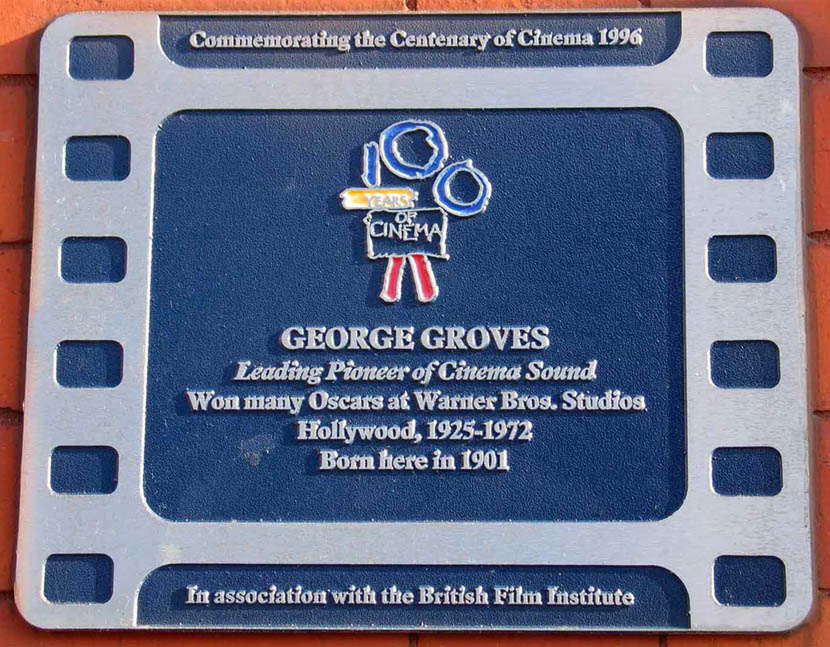 Commemorating the Centenary of Cinema 1996
100
YEARS
OF
CINEMA
GEORGE GROVES
Leading Pioneer of Cinema Sound
Won many Oscars at Warner Bros. Studios
Hollywood, 1925-1972
Born here in 1901
In association with the British Film Institute